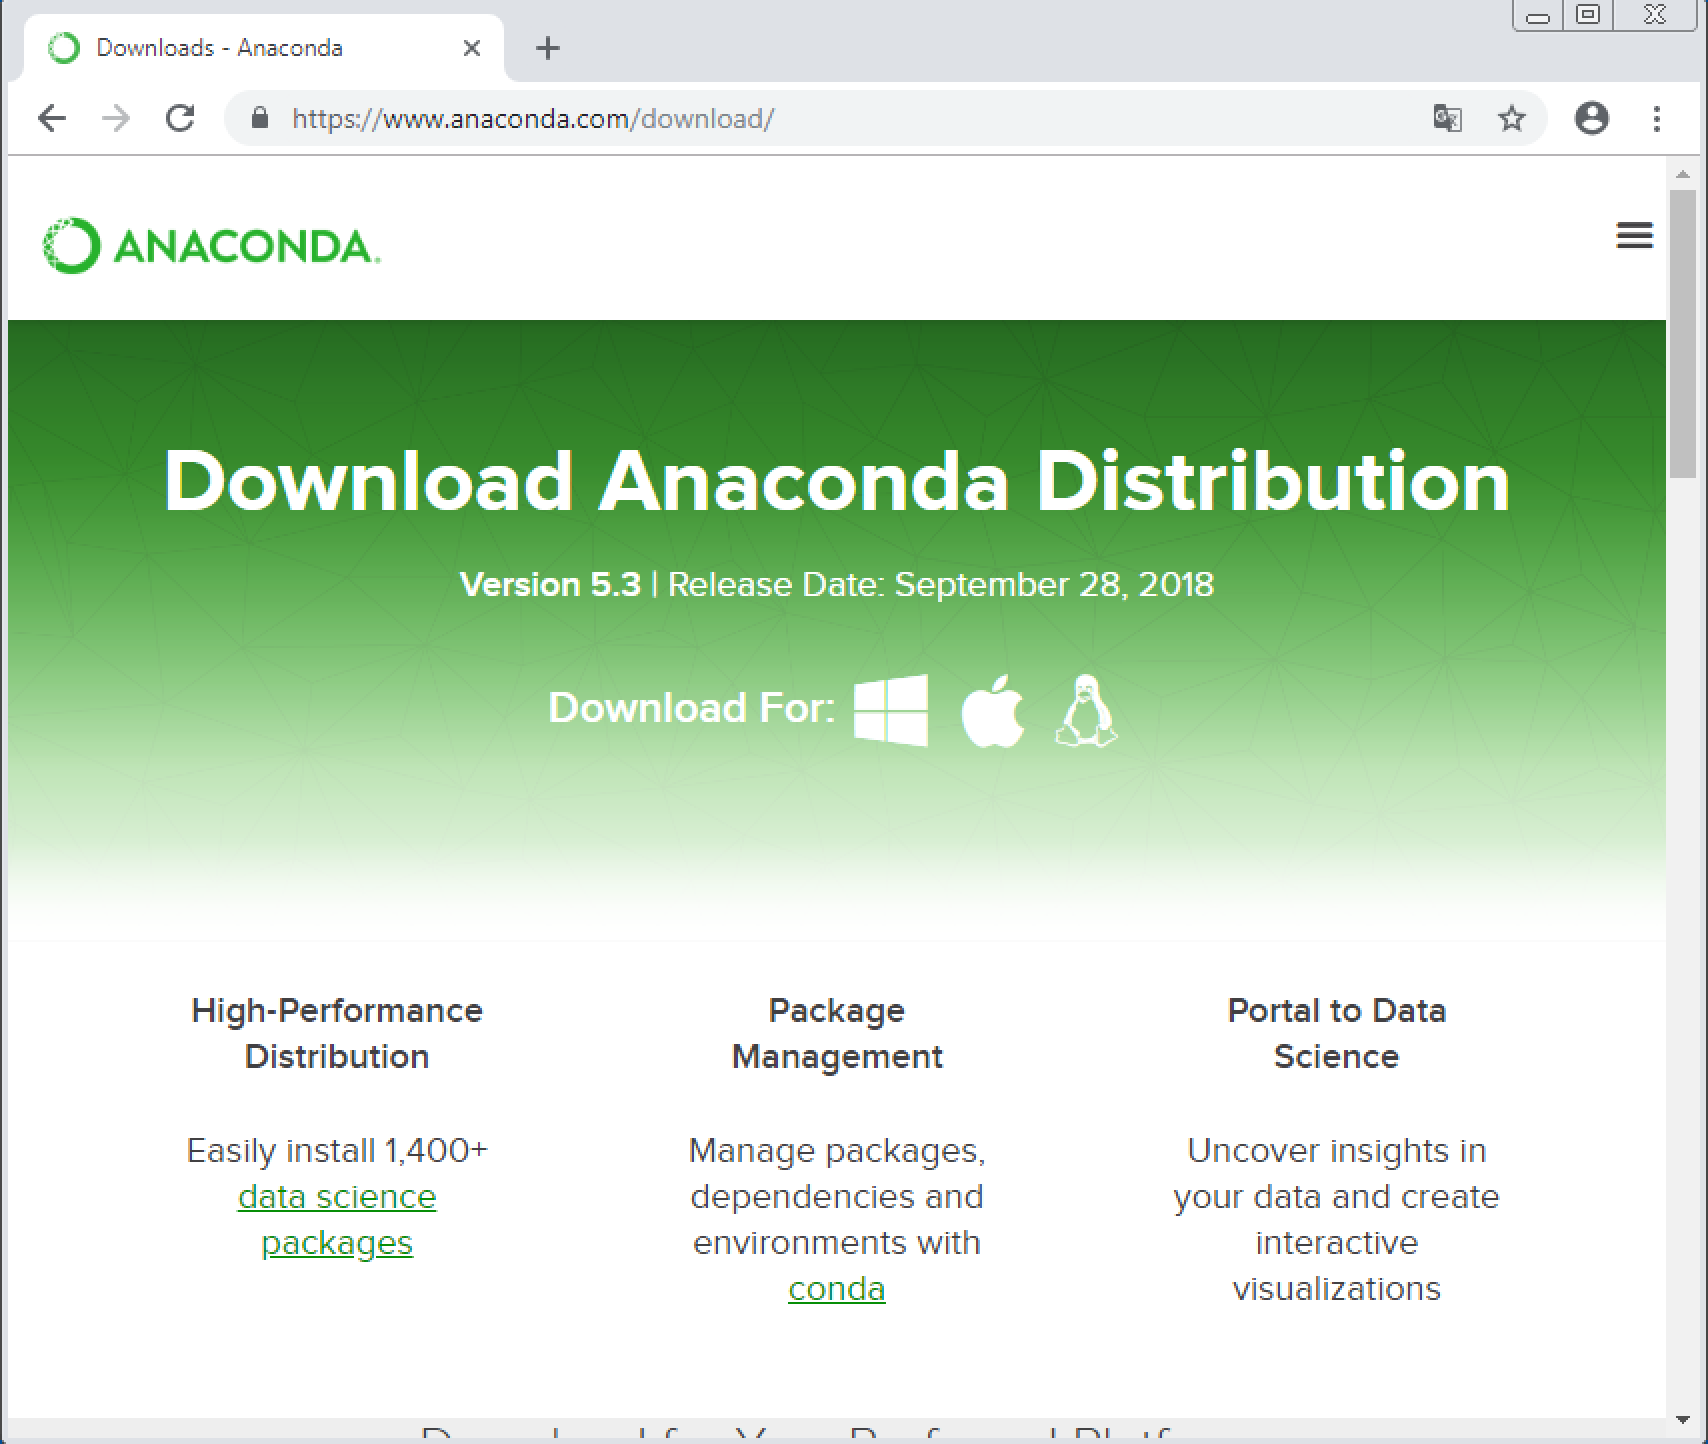 Downloads - Anaconda
https://www.anaconda.com/download/
ANACONDA.
Download Anaconda Distribution
Version 5.3 | Release Date: September 28, 2018
Download For:
High-Performance
Distribution
Easily install 1,400+
data science
packages
Package
Management
Manage packages,
dependencies and
environments with
conda
Portal to Data
Science
Uncover insights in
your data and create
interactive
visualizations